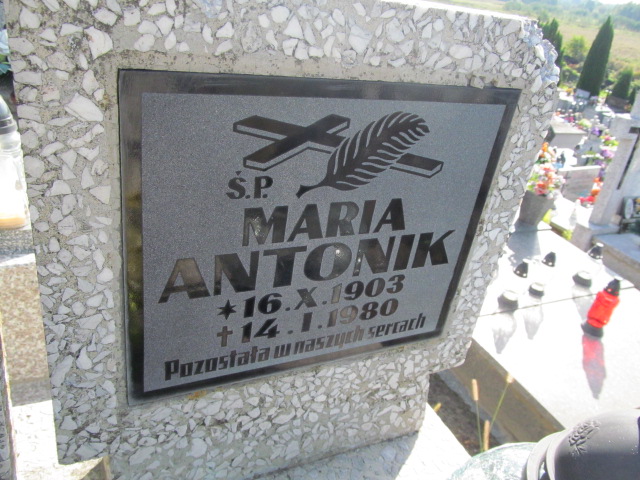 Ś.P.
MARIA
ANTONIK
* 16.X.1903
✝ 14.I.1980
Pozostała w naszych sercach